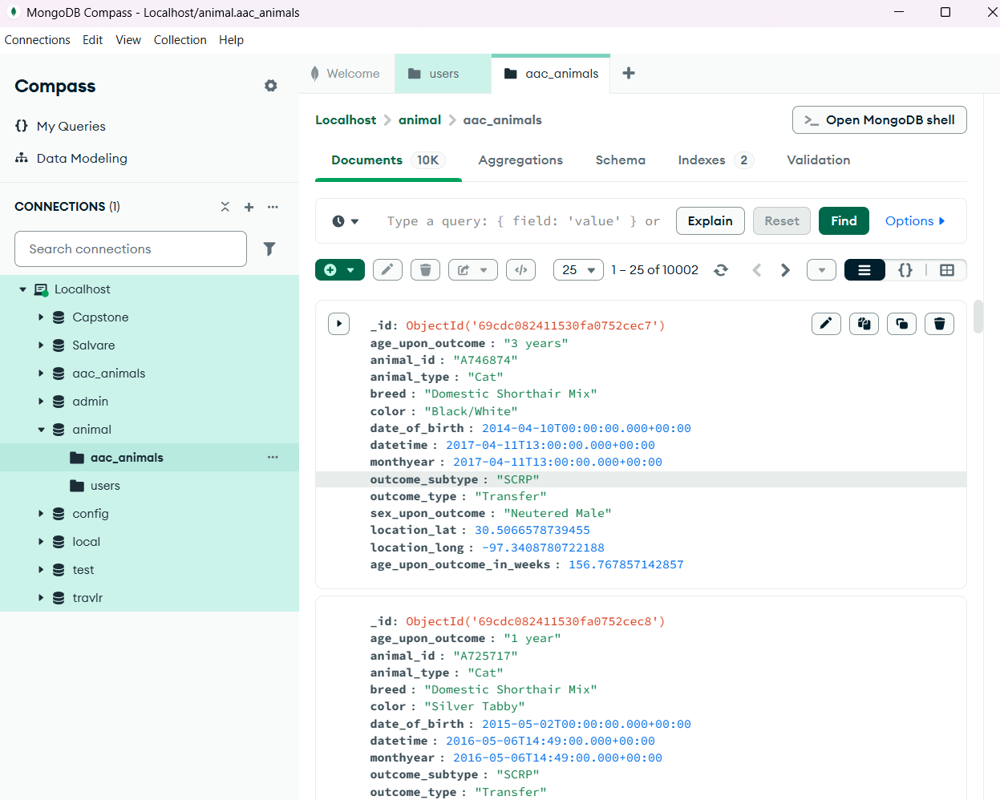 MongoDB Compass - Localhost/animal.aac_animals
Connections Edit View Collection Help
Compass
My Queries
Data Modeling
CONNECTIONS (1)
Search connections
Localhost
Capstone
Salvare
aac_animals
admin
animal
aac_animals
users
config
local
test
travlr
Welcome users aac_animals
Localhost > animal > aac_animals
>_ Open MongoDB shell
Documents 10K Aggregations Schema Indexes 2 Validation
Type a query: { field: 'value' } or Explain Reset Find Options
25 1 – 25 of 10002 {}
_id: ObjectId('69cdc082411530fa0752cec7')
age_upon_outcome : "3 years"
animal_id : "A746874"
animal_type : "Cat"
breed : "Domestic Shorthair Mix"
color : "Black/White"
date_of_birth : 2014-04-10T00:00:00.000+00:00
datetime : 2017-04-11T13:00:00.000+00:00
monthyear : 2017-04-11T13:00:00.000+00:00
outcome_subtype : "SCRP"
outcome_type : "Transfer"
sex_upon_outcome : "Neutered Male"
location_lat : 30.5066578739455
location_long : -97.3408780722188
age_upon_outcome_in_weeks : 156.767857142857
_id: ObjectId('69cdc082411530fa0752cec8')
age_upon_outcome : "1 year"
animal_id : "A725717"
animal_type : "Cat"
breed : "Domestic Shorthair Mix"
color : "Silver Tabby"
date_of_birth : 2015-05-02T00:00:00.000+00:00
datetime : 2016-05-06T14:49:00.000+00:00
monthyear : 2016-05-06T14:49:00.000+00:00
outcome_subtype : "SCRP"
outcome_type : "Transfer"